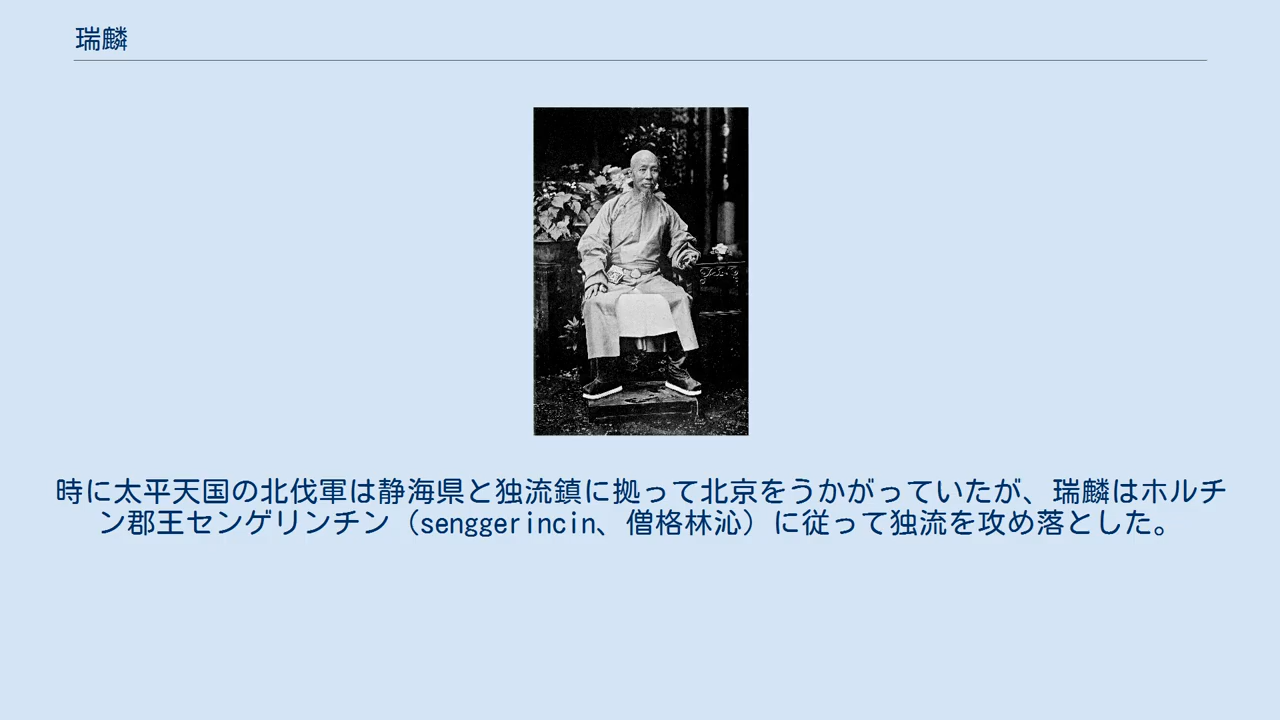 瑞麟
時に太平天国の北伐軍は静海県と独流鎮に拠って北京をうかがっていたが、瑞麟はホルチ
ン郡王センゲリンチン（senggerincin、僧格林沁）に従って独流を攻め落とした。